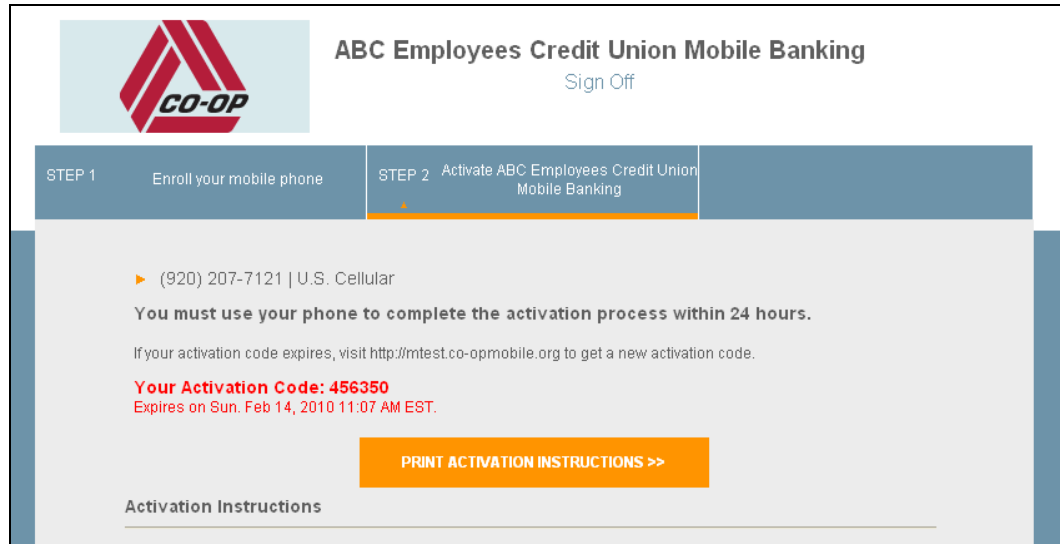 CO-OP
ABC Employees Credit Union Mobile Banking
Sign Off
STEP 1
Enroll your mobile phone
STEP 2
Activate ABC Employees Credit Union
Mobile Banking
(920) 207-7121 | U.S. Cellular
You must use your phone to complete the activation process within 24 hours.
If your activation code expires, visit http://mtest.co-opmobile.org to get a new activation code.
Your Activation Code: 456350
Expires on Sun. Feb 14, 2010 11:07 AM EST.
PRINT ACTIVATION INSTRUCTIONS >>
Activation Instructions